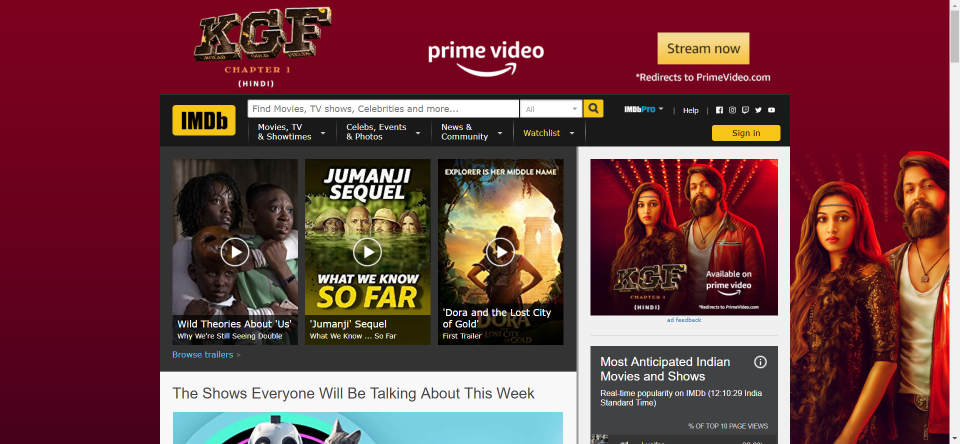 KGF
CHAPTER 1
(HINDI)
prime video
Stream now
*Redirects to PrimeVideo.com
IMDb
Find Movies, TV shows, Celebrities and more...
All
IMDbPro
Help
Movies, TV
& Showtimes
Celebs, Events
& Photos
News &
Community
Watchlist
Sign in
JUMANJI
SEQUEL
WHAT WE KNOW
SO FAR
EXPLORER IS HER MIDDLE NAME
DORA
LOST CITY
OF GOLD
Wild Theories About 'Us'
Why We're Still Seeing Double
'Jumanji' Sequel
What We Know ... So Far
'Dora and the Lost City
of Gold'
First Trailer
Browse trailers »
KGF
CHAPTER 1
(HINDI)
Available on
prime video
*Redirects to PrimeVideo.com
ad feedback
Most Anticipated Indian
Movies and Shows
Real-time popularity on IMDb (12:10:29 India
Standard Time)
% OF TOP 10 PAGE VIEWS
The Shows Everyone Will Be Talking About This Week